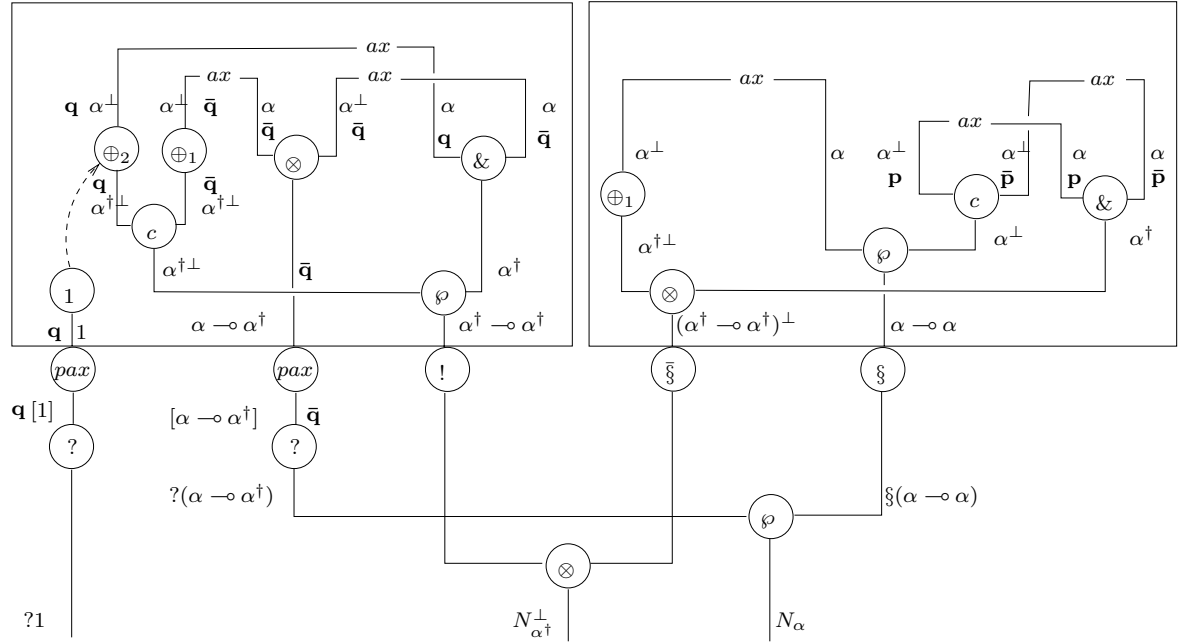 ax
ax ax ax ax
q α⊥ α⊥ q̄ α q̄ α⊥ q̄ α q α q̄
ax
⊕₂ ⊕₁ ⊗ & α⊥ α α⊥ p α⊥ p̄ α p α p̄
q α†⊥ q̄ α†⊥ ⊕₁ c &
c α†⊥ α⊥ α†
α†⊥ q̄ α† ℘
1 ℘ ⊗
q 1 α ⊸ α† α† ⊸ α† (α† ⊸ α†)⊥ α ⊸ α
pax pax ! §̄ §
q [1] [α ⊸ α†] q̄
? ?
?(α ⊸ α†) §(α ⊸ α)
℘
⊗
?1 N⊥α† Nα